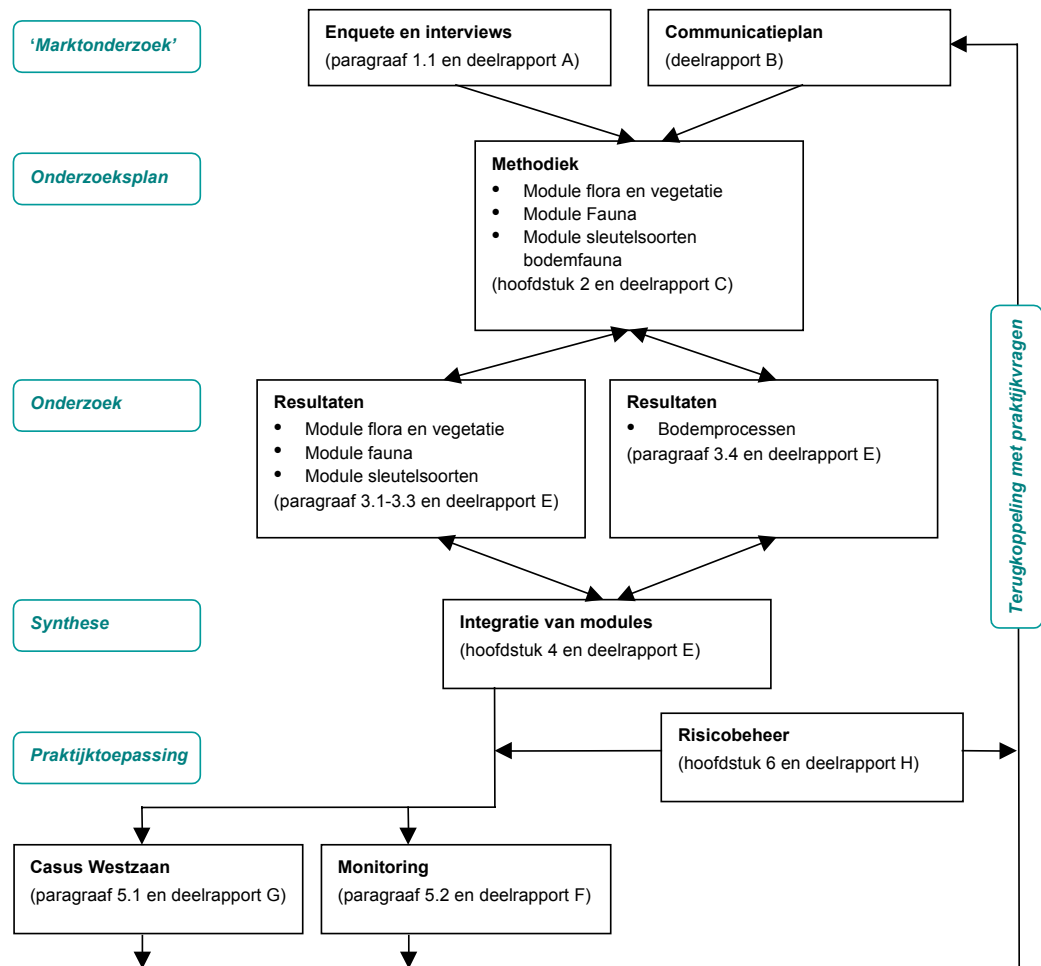 ‘Marktonderzoek’
Enquete en interviews
(paragraaf 1.1 en deelrapport A)
Communicatieplan
(deelrapport B)
Onderzoeksplan
Methodiek
• Module flora en vegetatie
• Module Fauna
• Module sleutelsoorten
bodemfauna
(hoofdstuk 2 en deelrapport C)
Terugkoppeling met praktijkvragen
Onderzoek
Resultaten
• Module flora en vegetatie
• Module fauna
• Module sleutelsoorten
(paragraaf 3.1-3.3 en deelrapport E)
Resultaten
• Bodemprocessen
(paragraaf 3.4 en deelrapport E)
Synthese
Integratie van modules
(hoofdstuk 4 en deelrapport E)
Praktijktoepassing
Risicobeheer
(hoofdstuk 6 en deelrapport H)
Casus Westzaan
(paragraaf 5.1 en deelrapport G)
Monitoring
(paragraaf 5.2 en deelrapport F)